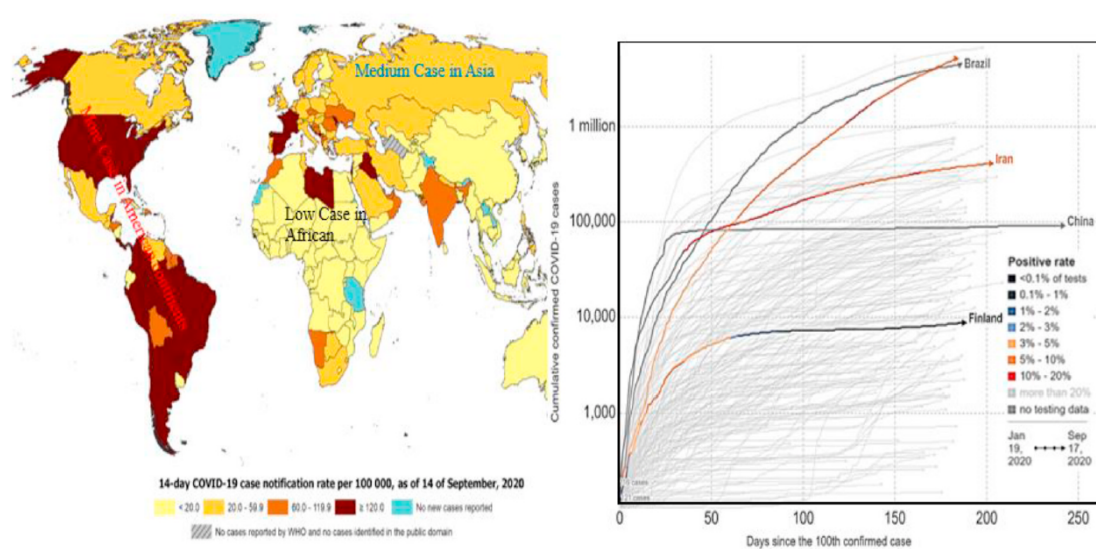 Medium Case in Asia
Low Case in
African
14-day COVID-19 case notification rate per 100 000, as of 14 of September, 2020
< 20.0
20.0 - 59.9
60.0 - 119.9
≥ 120.0
No new cases reported
No cases reported by WHO and no cases identified in the public domain
Cumulative confirmed COVID-19 cases
1 million
100,000
10,000
1,000
Brazil
Iran
China
Finland
Positive rate
<0.1% of tests
0.1% - 1%
1% - 2%
2% - 3%
3% - 5%
5% - 10%
10% - 20%
more than 20%
no testing data
Jan
19,
2020
Sep
17,
2020
0
50
100
150
200
250
Days since the 100th confirmed case